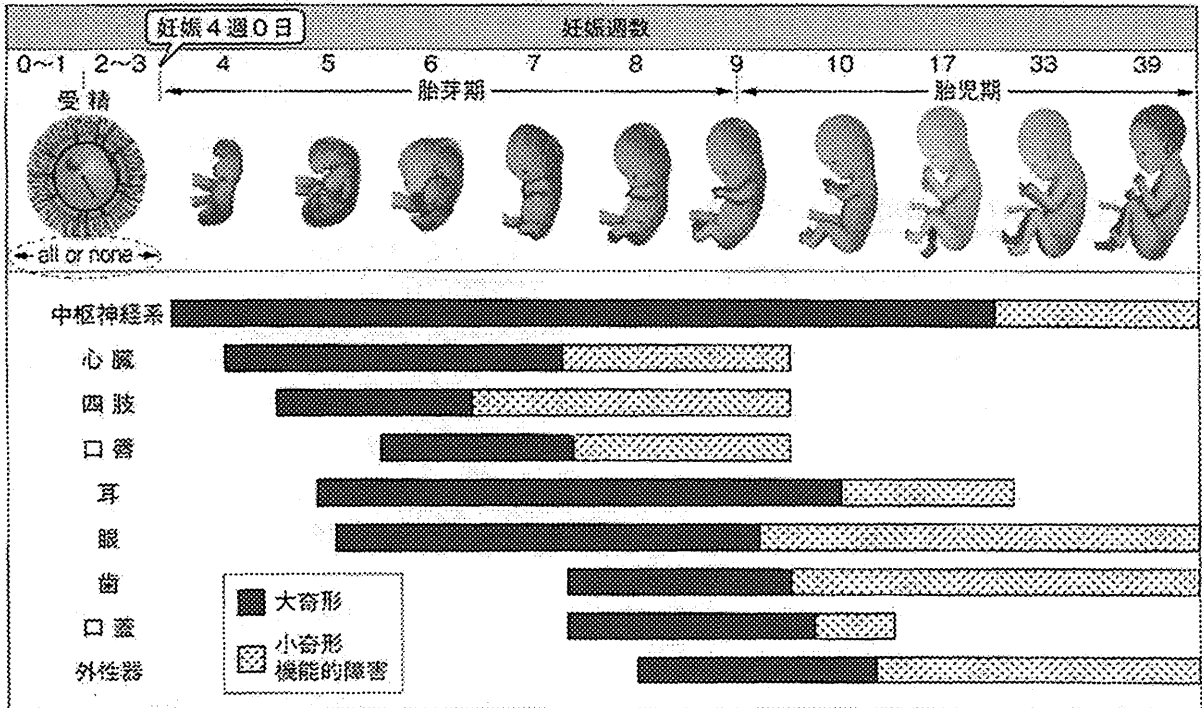 妊娠4週0日
妊娠週数
0～1 2～3 4 5 6 7 8 9 10 17 33 39
胎芽期 胎児期
受精
all or none
中枢神経系
心臓
四肢
口唇
耳
眼
歯
口蓋
外性器
大奇形
小奇形
機能的障害